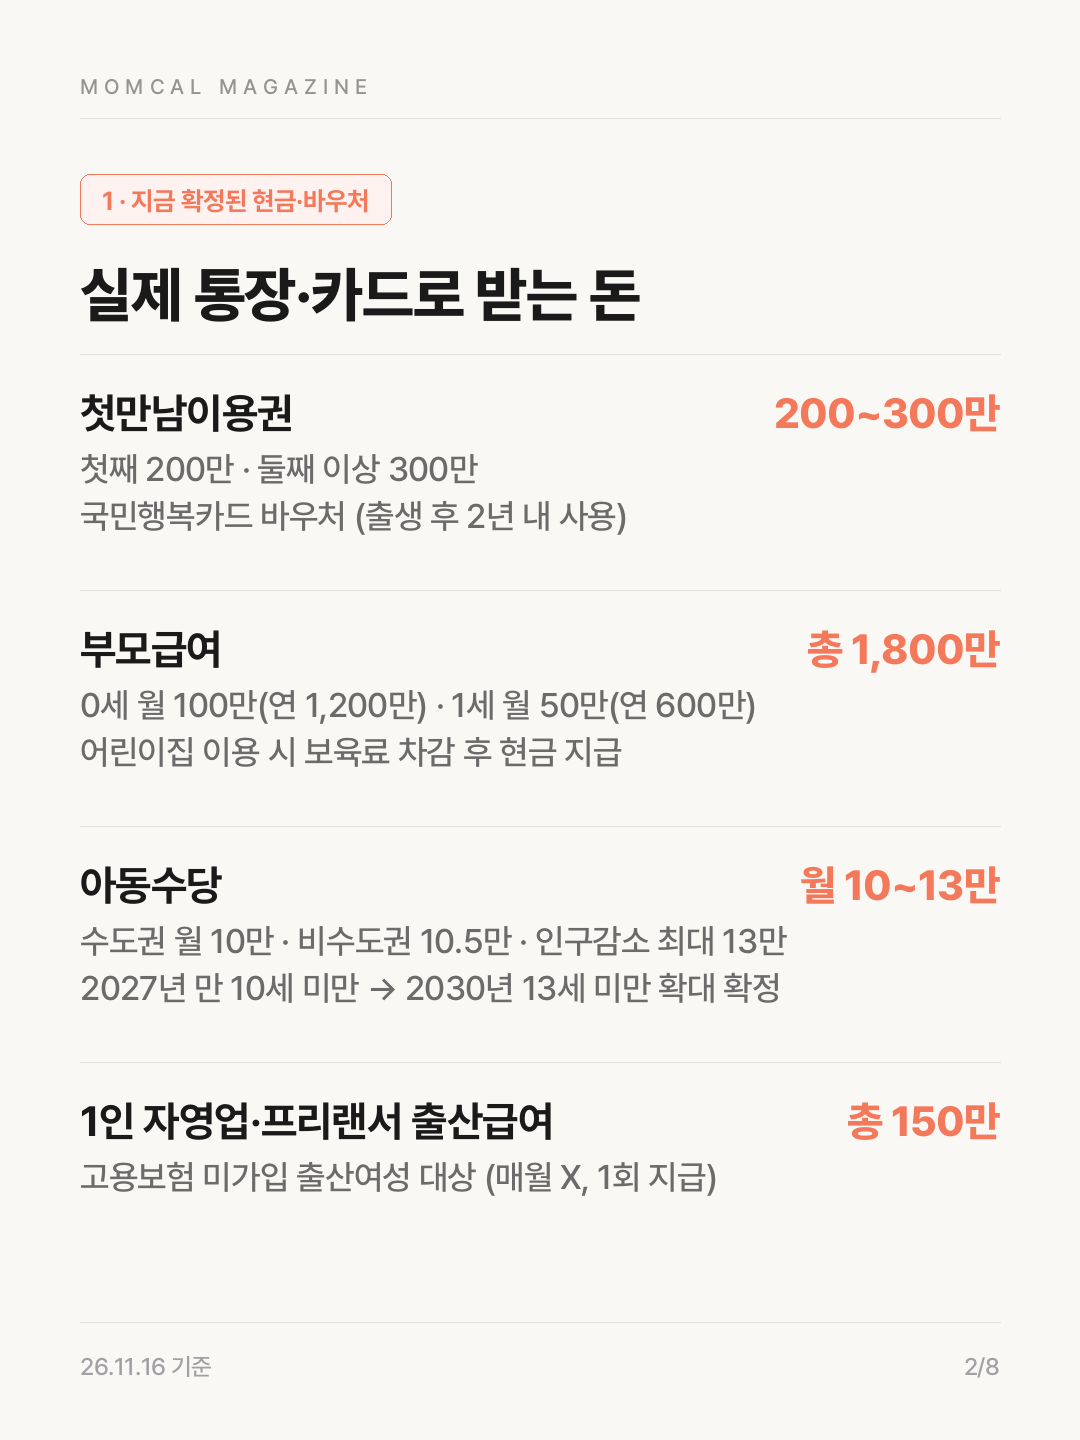 MOMCAL MAGAZINE
1 · 지금 확정된 현금·바우처
실제 통장·카드로 받는 돈
첫만남이용권 200~300만
첫째 200만 · 둘째 이상 300만
국민행복카드 바우처 (출생 후 2년 내 사용)
부모급여 총 1,800만
0세 월 100만(연 1,200만) · 1세 월 50만(연 600만)
어린이집 이용 시 보육료 차감 후 현금 지급
아동수당 월 10~13만
수도권 월 10만 · 비수도권 10.5만 · 인구감소 최대 13만
2027년 만 10세 미만 → 2030년 13세 미만 확대 확정
1인 자영업·프리랜서 출산급여 총 150만
고용보험 미가입 출산여성 대상 (매월 X, 1회 지급)
26.11.16 기준 2/8